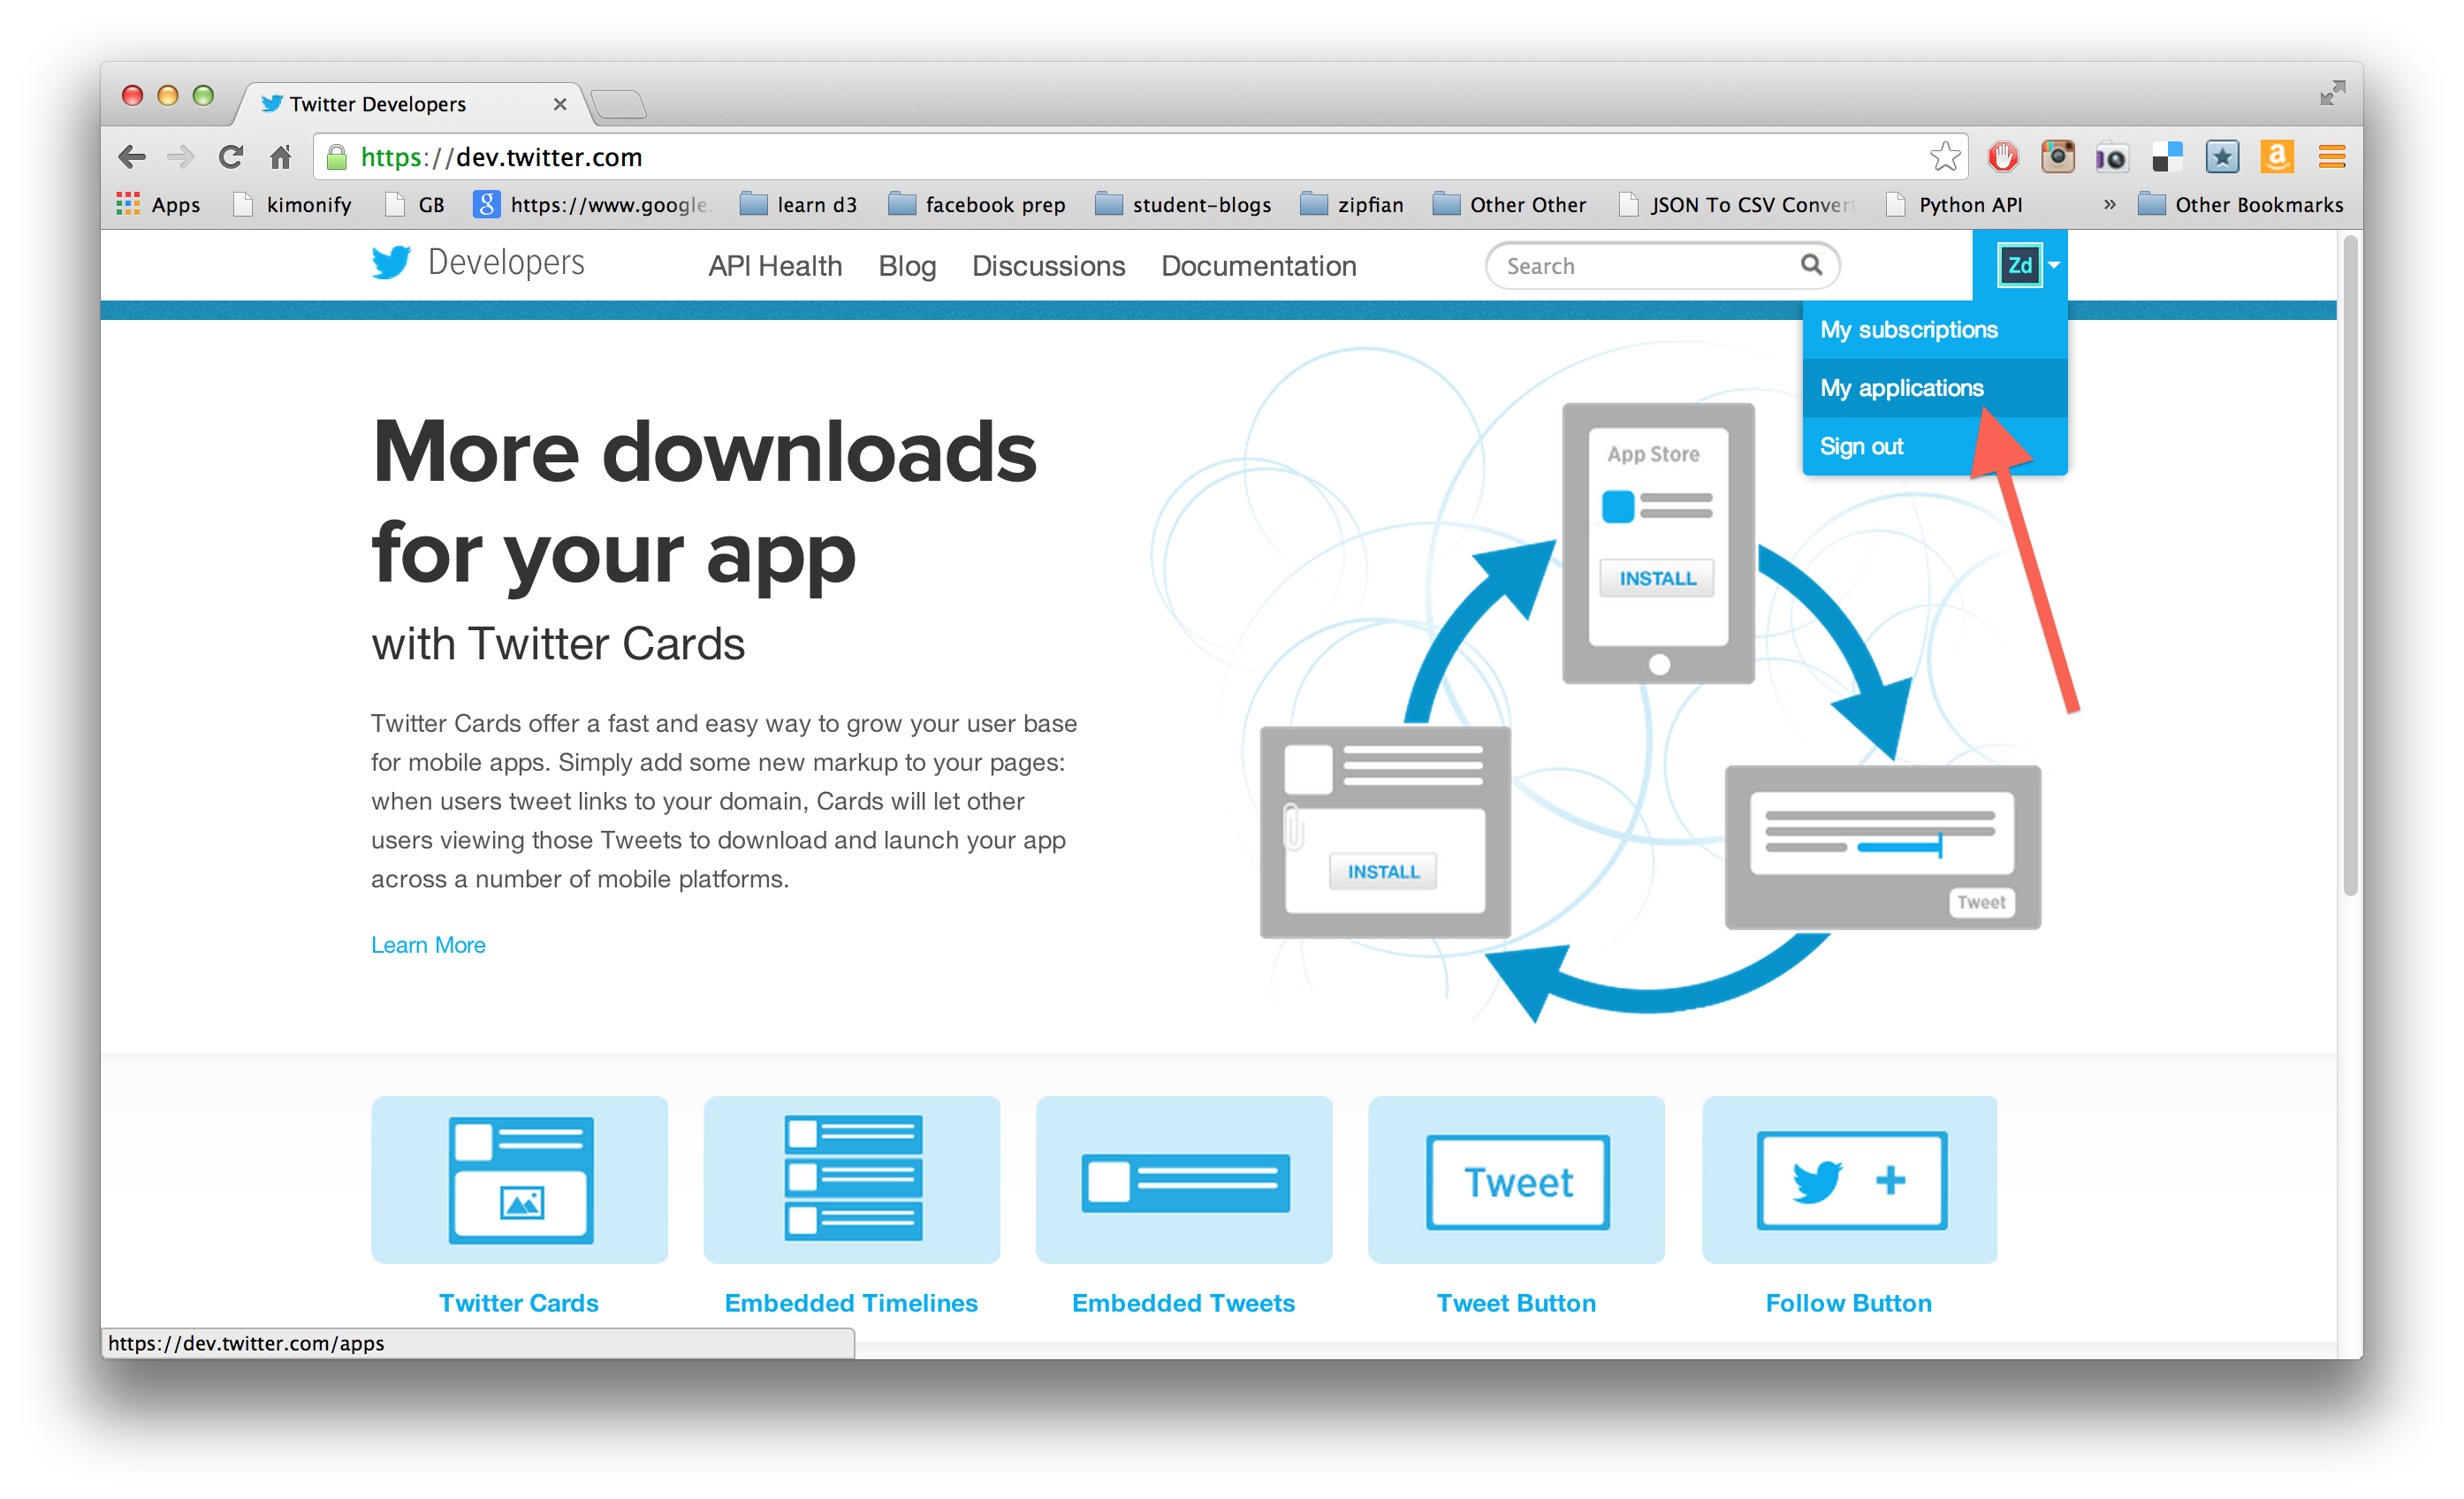 Twitter Developers
https://dev.twitter.com
Apps kimonify GB https://www.google. learn d3 facebook prep student-blogs zipfian Other Other JSON To CSV Conver Python API » Other Bookmarks
Developers API Health Blog Discussions Documentation Search Zd
My subscriptions
My applications
Sign out
More downloads
for your app
with Twitter Cards
Twitter Cards offer a fast and easy way to grow your user base
for mobile apps. Simply add some new markup to your pages:
when users tweet links to your domain, Cards will let other
users viewing those Tweets to download and launch your app
across a number of mobile platforms.
Learn More
App Store
INSTALL
INSTALL
Tweet
Tweet
Twitter Cards Embedded Timelines Embedded Tweets Tweet Button Follow Button
https://dev.twitter.com/apps